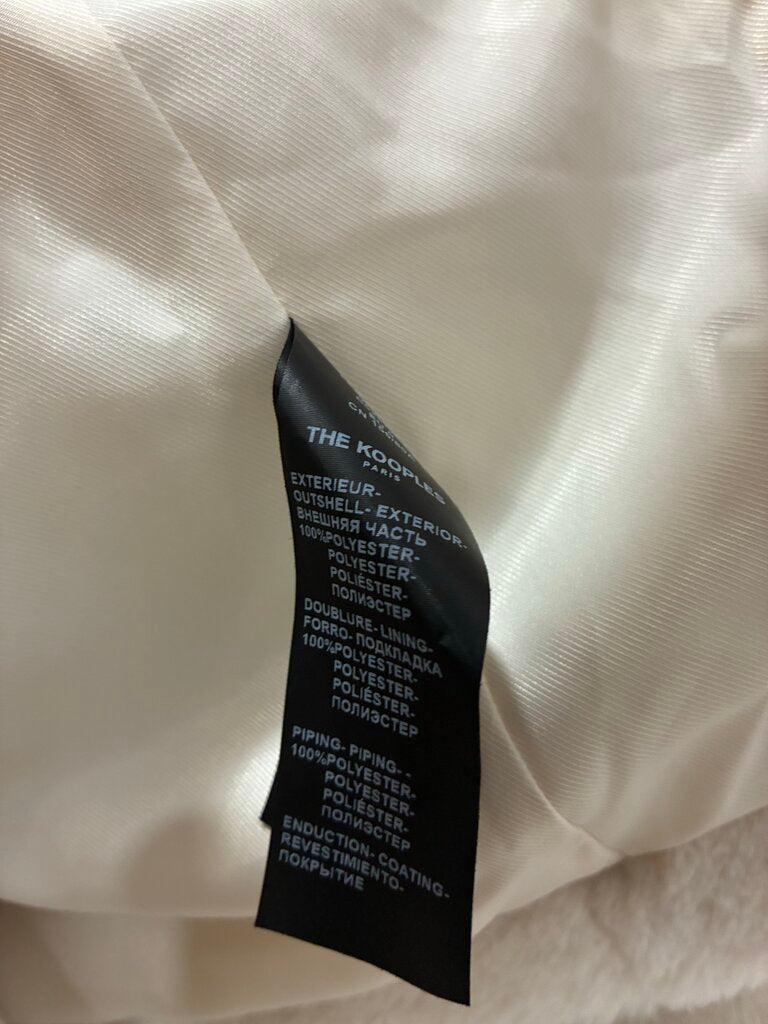 THE KOOPLES
PARIS
EXTERIEUR-
OUTSHELL- EXTERIOR-
ВНЕШНЯЯ ЧАСТЬ
100%POLYESTER-
POLYESTER-
POLIÉSTER-
ПОЛИЭСТЕР
DOUBLURE- LINING-
FORRO- ПОДКЛАДКА
100%POLYESTER-
POLYESTER-
POLIÉSTER-
ПОЛИЭСТЕР
PIPING- PIPING- -
100%POLYESTER-
POLYESTER-
POLIÉSTER-
ПОЛИЭСТЕР
ENDUCTION- COATING-
REVESTIMIENTO-
ПОКРЫТИЕ